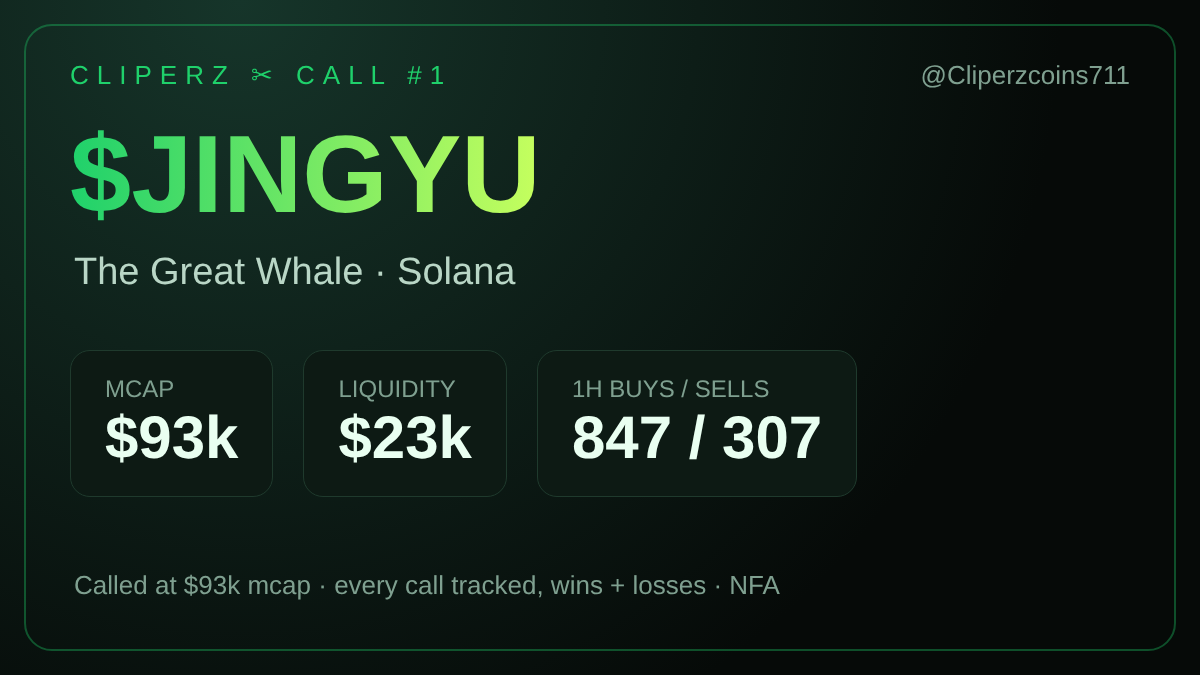 CLIPERZ ✂ CALL #1
@Cliperzcoins711
$JINGYU
The Great Whale · Solana
MCAP
$93k
LIQUIDITY
$23k
1H BUYS / SELLS
847 / 307
Called at $93k mcap · every call tracked, wins + losses · NFA